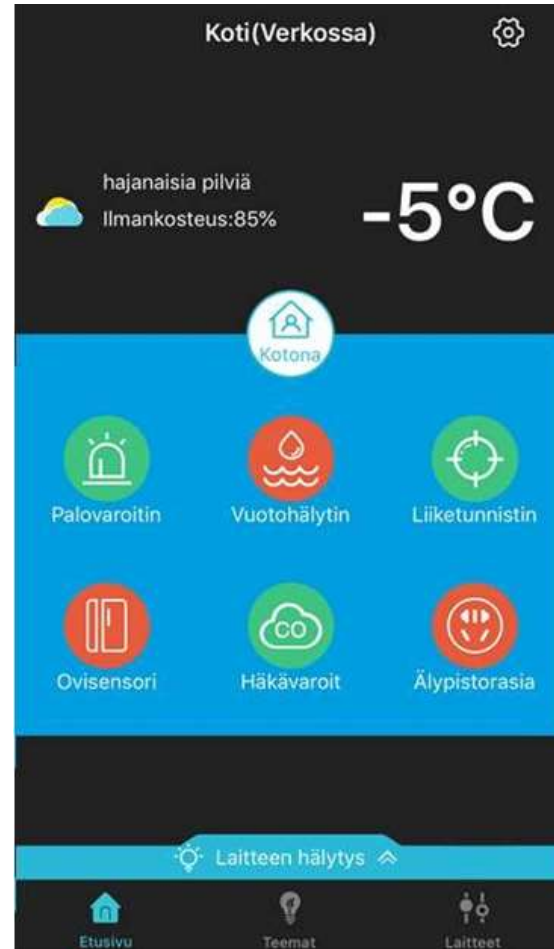 Koti(Verkossa)
hajanaisia pilviä
Ilmankosteus:85%
-5°C
Kotona
Palovaroitin
Vuotohälytin
Liiketunnistin
Ovisensori
CO
Häkävaroit
Älypistorasia
Laitteen hälytys
Etusivu
Teemat
Laitteet